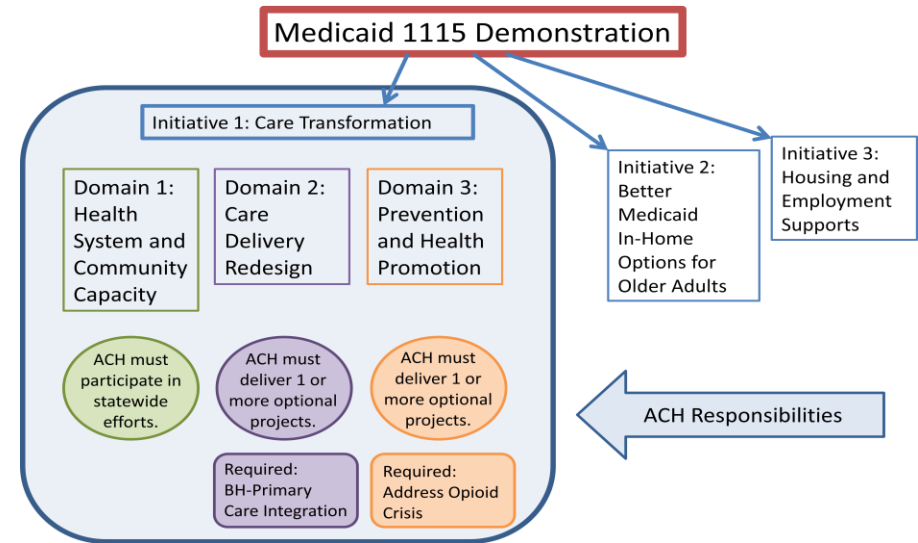 Medicaid 1115 Demonstration
Initiative 1: Care Transformation
Domain 1:
Health
System and
Community
Capacity
Domain 2:
Care
Delivery
Redesign
Domain 3:
Prevention
and Health
Promotion
Initiative 2:
Better
Medicaid
In-Home
Options for
Older Adults
Initiative 3:
Housing and
Employment
Supports
ACH must
participate in
statewide
efforts.
ACH must
deliver 1 or
more optional
projects.
ACH must
deliver 1 or
more optional
projects.
ACH Responsibilities
Required:
BH-Primary
Care Integration
Required:
Address Opioid
Crisis